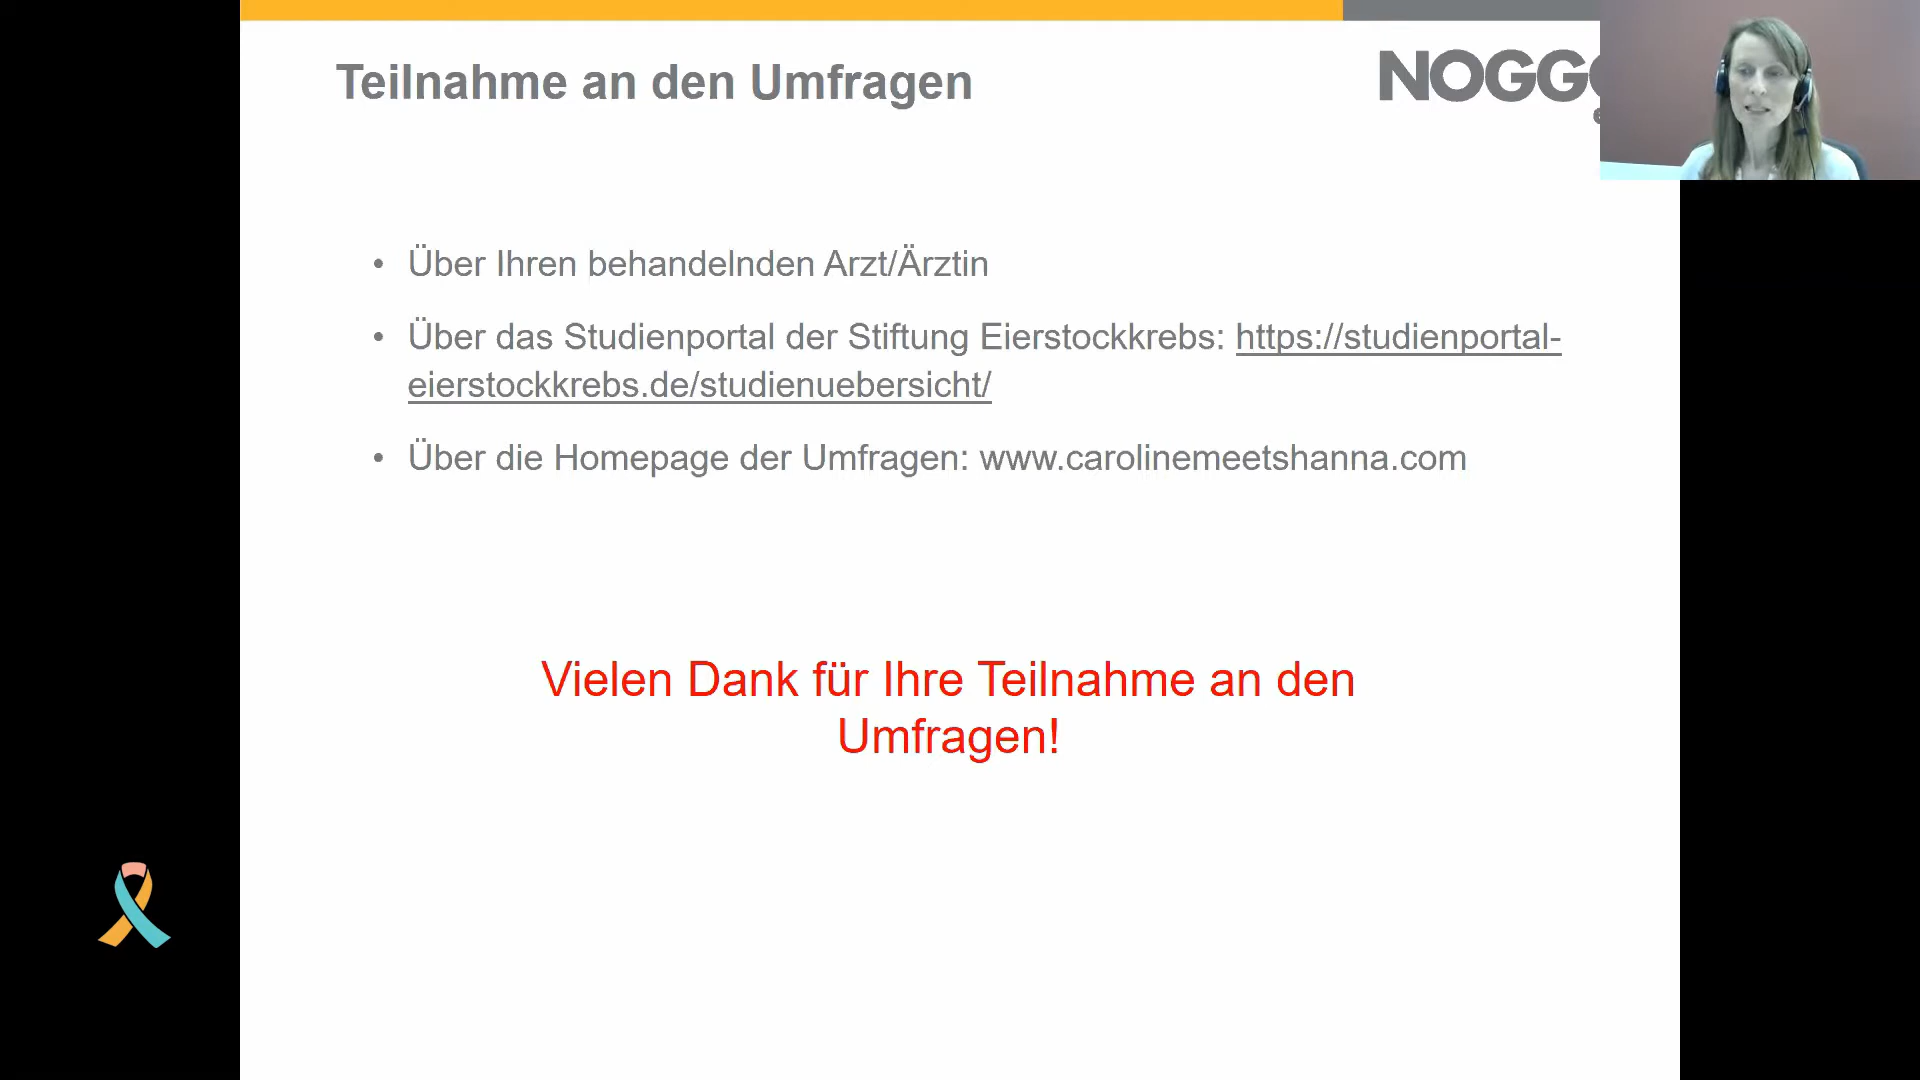 Teilnahme an den Umfragen
• Über Ihren behandelnden Arzt/Ärztin
• Über das Studienportal der Stiftung Eierstockkrebs: https://studienportal-
eierstockkrebs.de/studienuebersicht/
• Über die Homepage der Umfragen: www.carolinemeetshanna.com
Vielen Dank für Ihre Teilnahme an den
Umfragen!